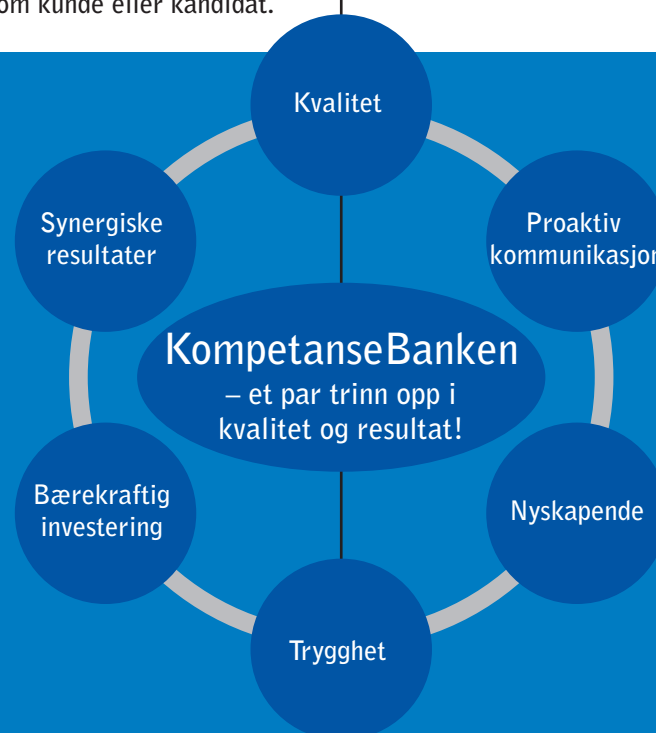 om kunde eller kandidat.
Kvalitet
Synergiske
resultater
Proaktiv
kommunikasjon
KompetanseBanken
– et par trinn opp i
kvalitet og resultat!
Bærekraftig
investering
Nyskapende
Trygghet